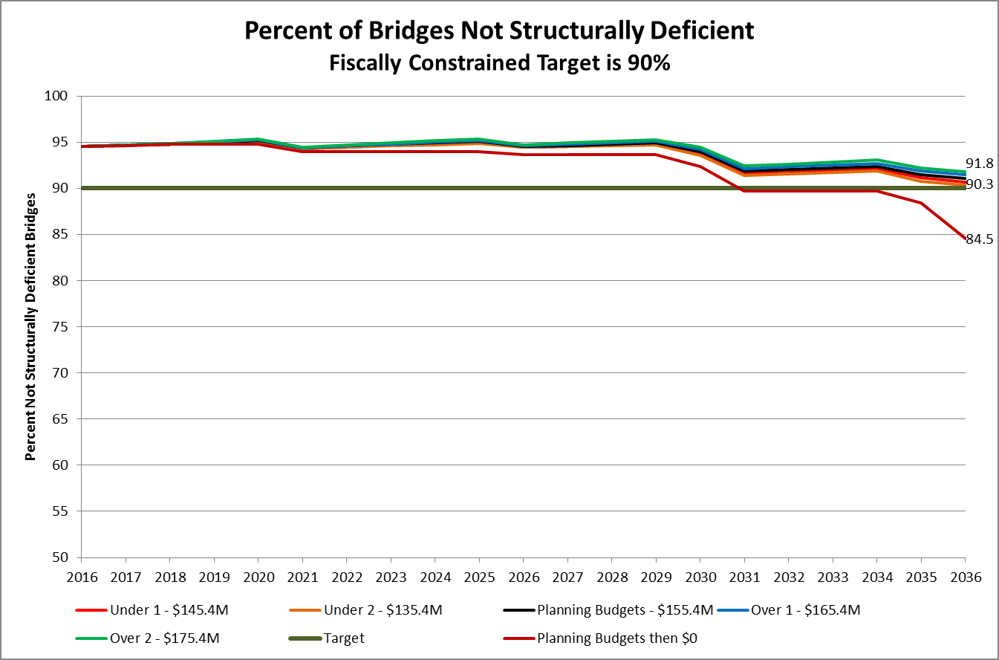 Percent of Bridges Not Structurally Deficient
Fiscally Constrained Target is 90%
Percent Not Structurally Deficient Bridges
100
95
90
85
80
75
70
65
60
55
50
91.8
90.3
84.5
2016 2017 2018 2019 2020 2021 2022 2023 2024 2025 2026 2027 2028 2029 2030 2031 2032 2033 2034 2035 2036
Under 1 - $145.4M Under 2 - $135.4M Planning Budgets - $155.4M Over 1 - $165.4M
Over 2 - $175.4M Target Planning Budgets then $0